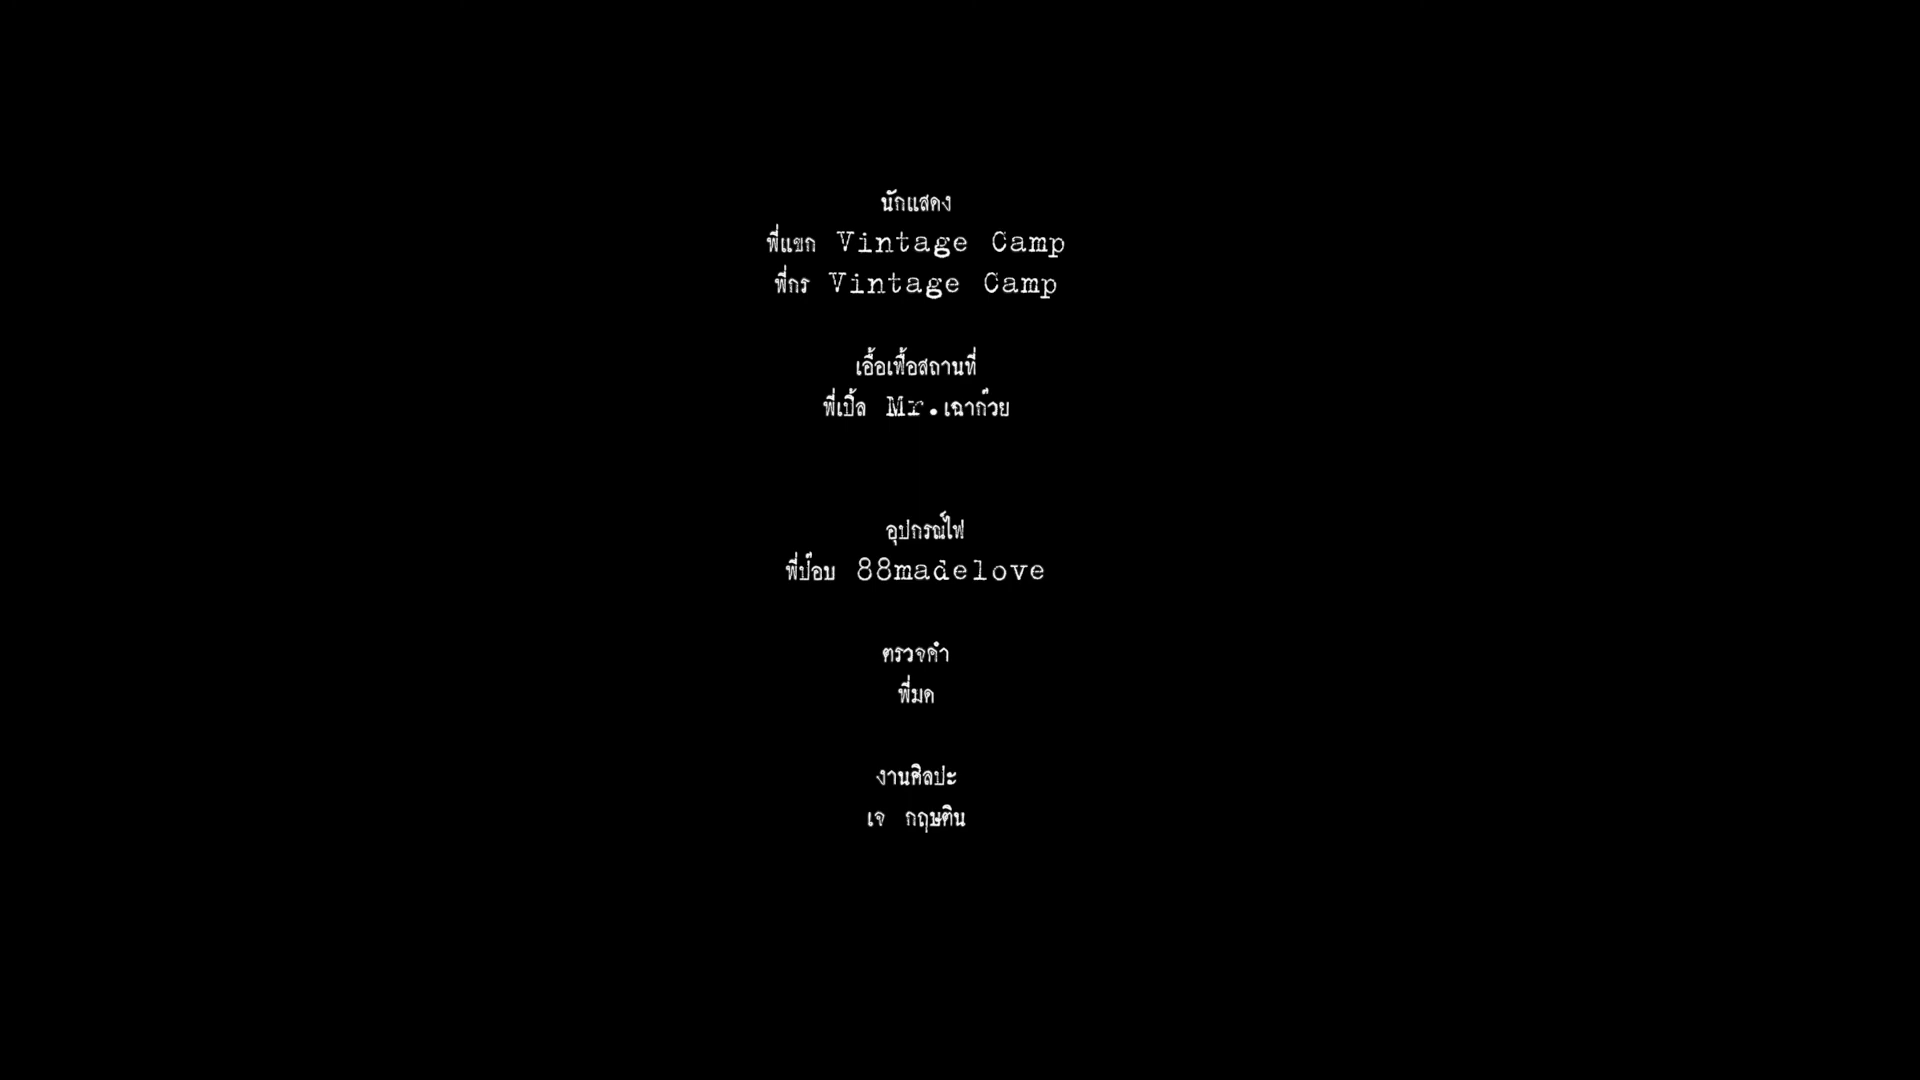 นักแสดง
พี่แขก Vintage Camp
พี่กร Vintage Camp
เอื้อเฟื้อสถานที่
พี่เปิ้ล Mr.เฉาก๊วย
อุปกรณ์ไฟ
พี่ป๊อบ 88madelove
ตรวจคำ
พี่มด
งานศิลปะ
เจ กฤษติน